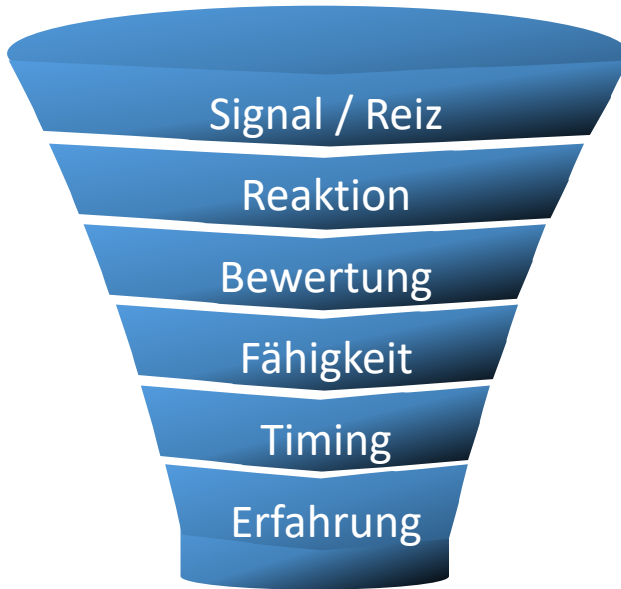 Signal / Reiz
Reaktion
Bewertung
Fähigkeit
Timing
Erfahrung